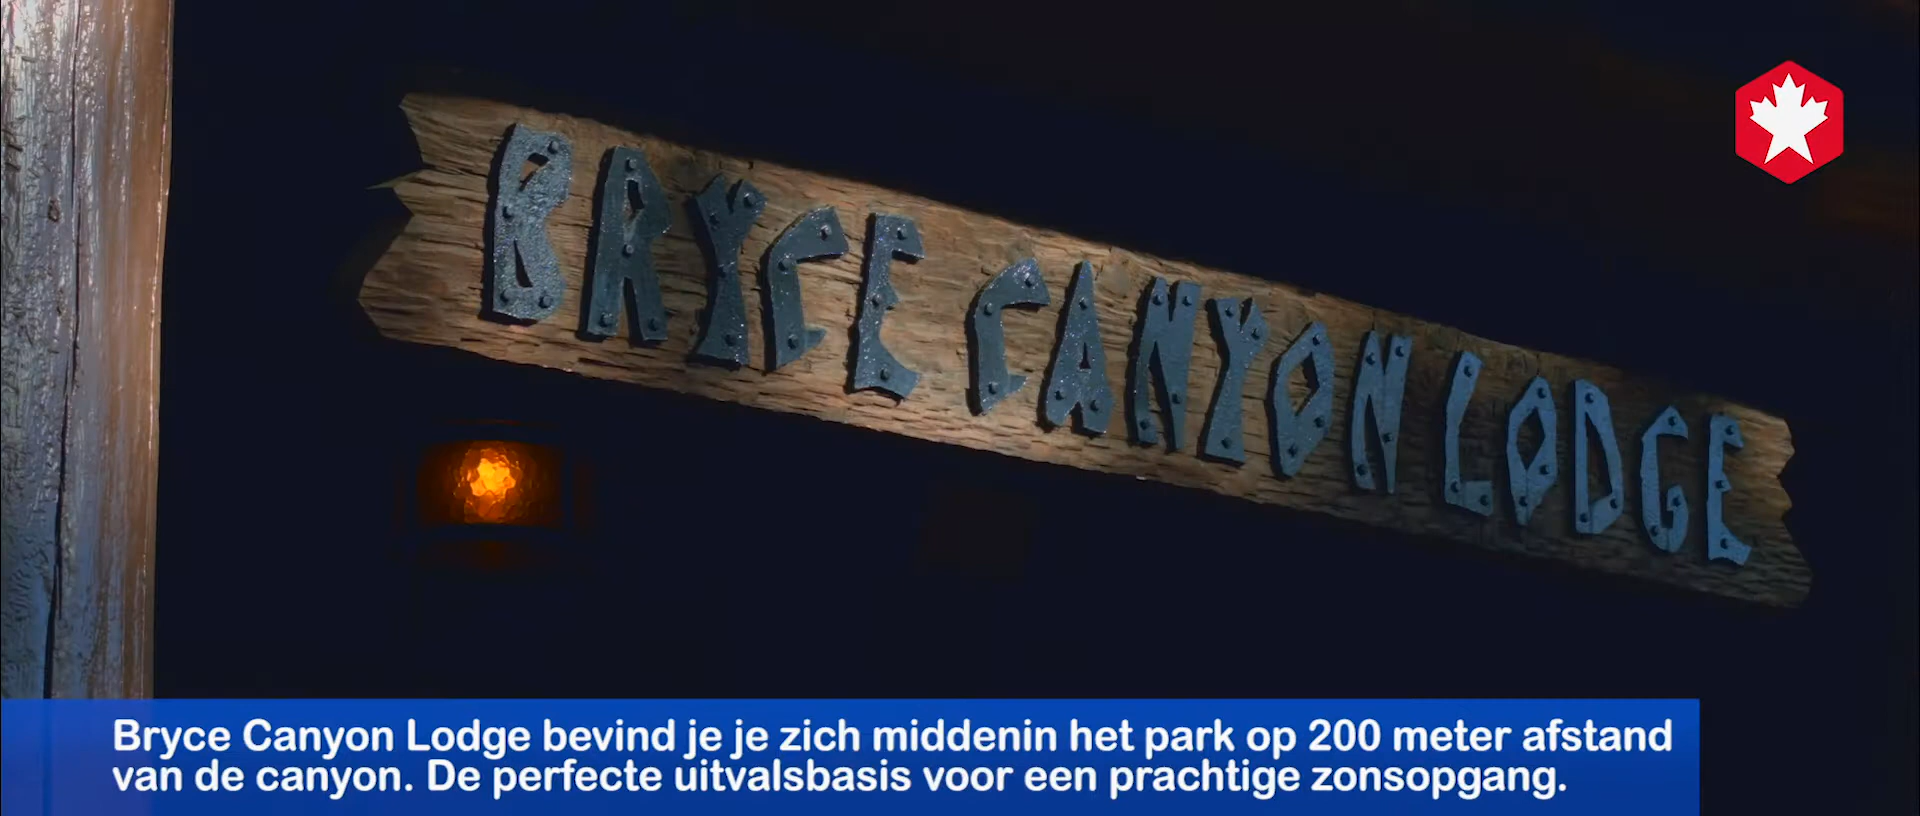 BRYCE CANYON LODGE
Bryce Canyon Lodge bevind je je zich middenin het park op 200 meter afstand
van de canyon. De perfecte uitvalsbasis voor een prachtige zonsopgang.